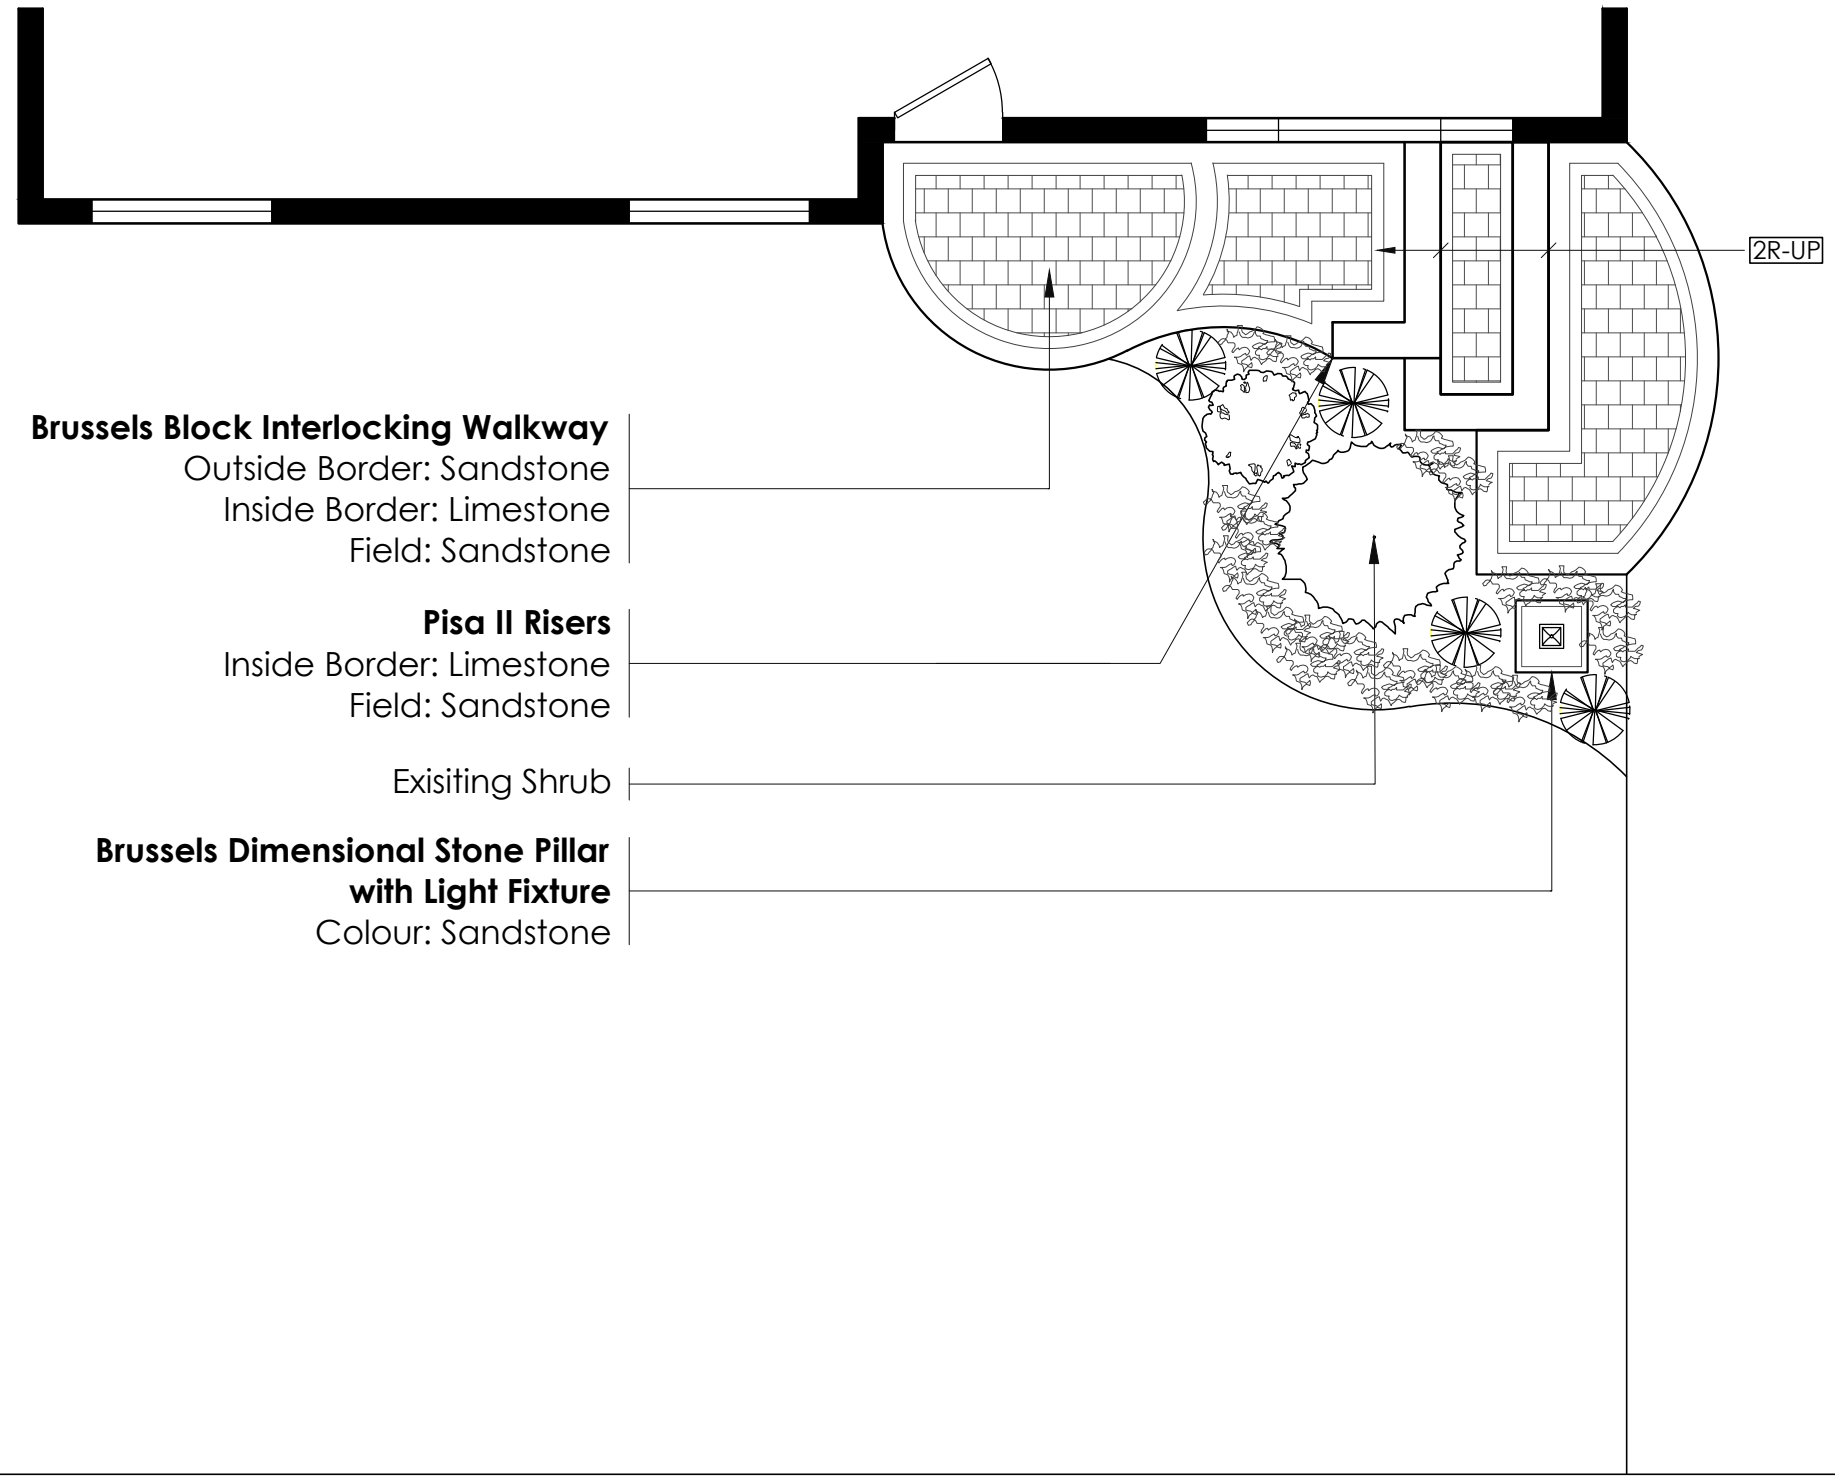 2R-UP
Brussels Block Interlocking Walkway
Outside Border: Sandstone
Inside Border: Limestone
Field: Sandstone
Pisa II Risers
Inside Border: Limestone
Field: Sandstone
Exisiting Shrub
Brussels Dimensional Stone Pillar
with Light Fixture
Colour: Sandstone